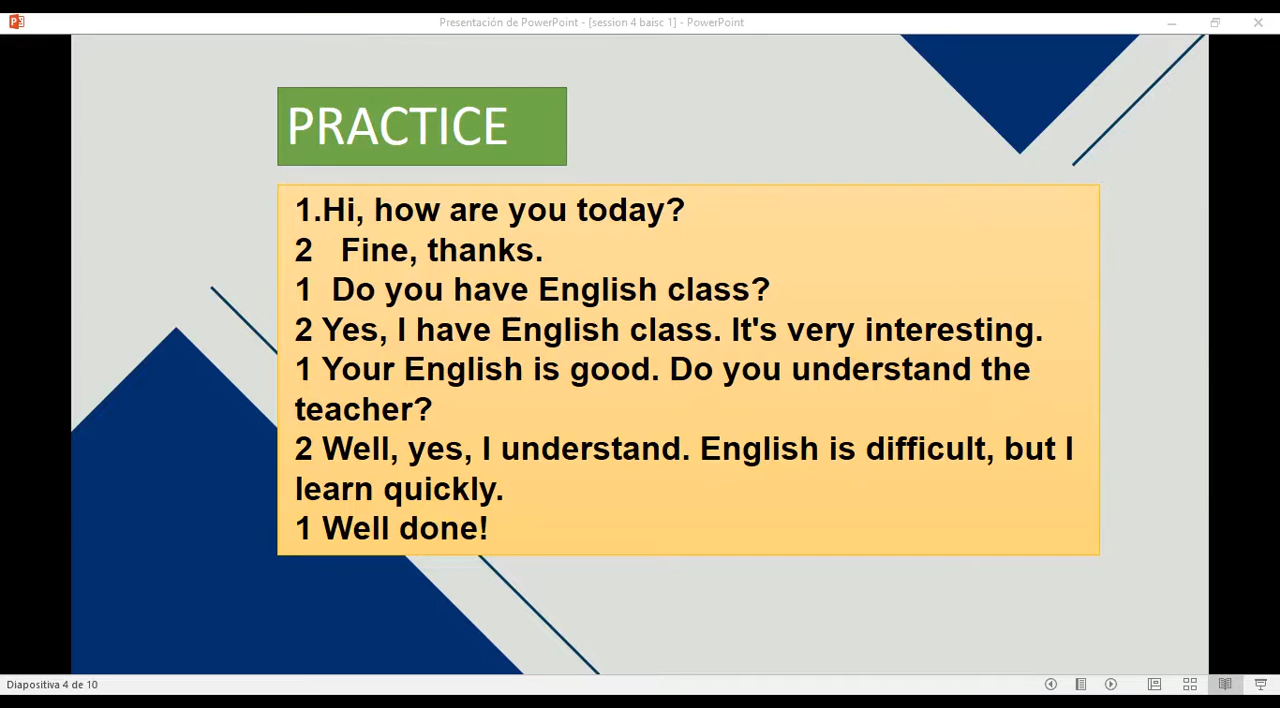 Presentación de PowerPoint - [session 4 baisc 1] - PowerPoint
PRACTICE
1.Hi, how are you today?
2 Fine, thanks.
1 Do you have English class?
2 Yes, I have English class. It's very interesting.
1 Your English is good. Do you understand the
teacher?
2 Well, yes, I understand. English is difficult, but I
learn quickly.
1 Well done!
Diapositiva 4 de 10